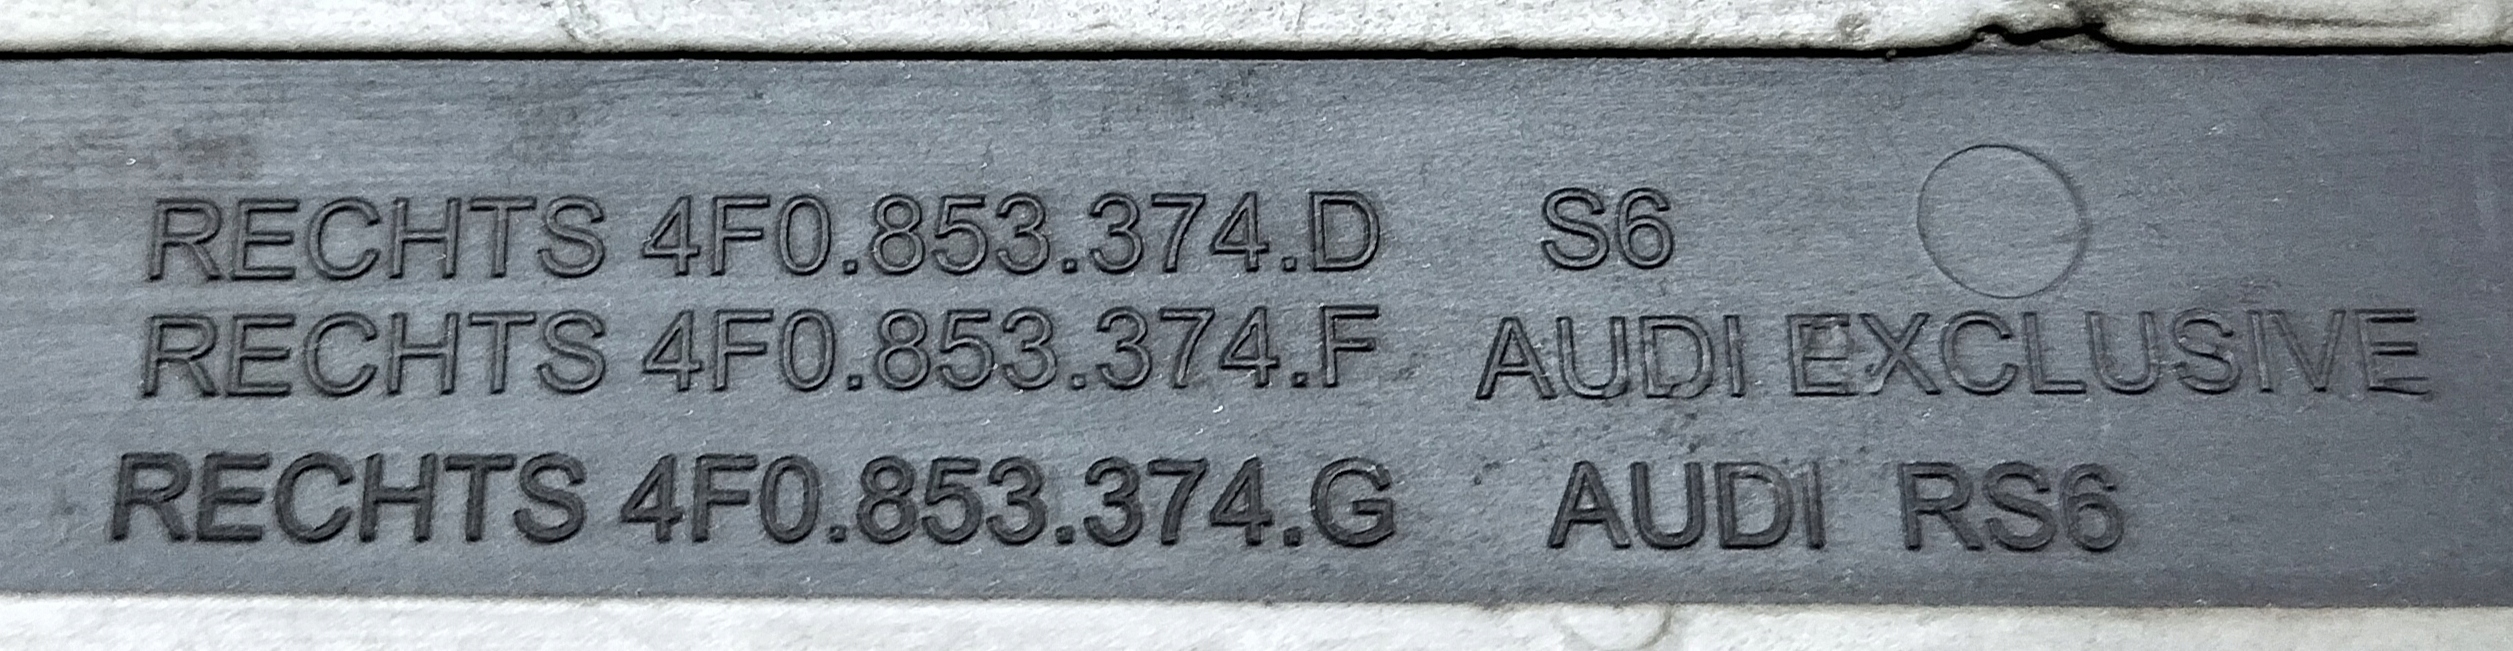 RECHTS 4F0.853.374.D S6
RECHTS 4F0.853.374.F AUDI EXCLUSIVE
RECHTS 4F0.853.374.G AUDI RS6